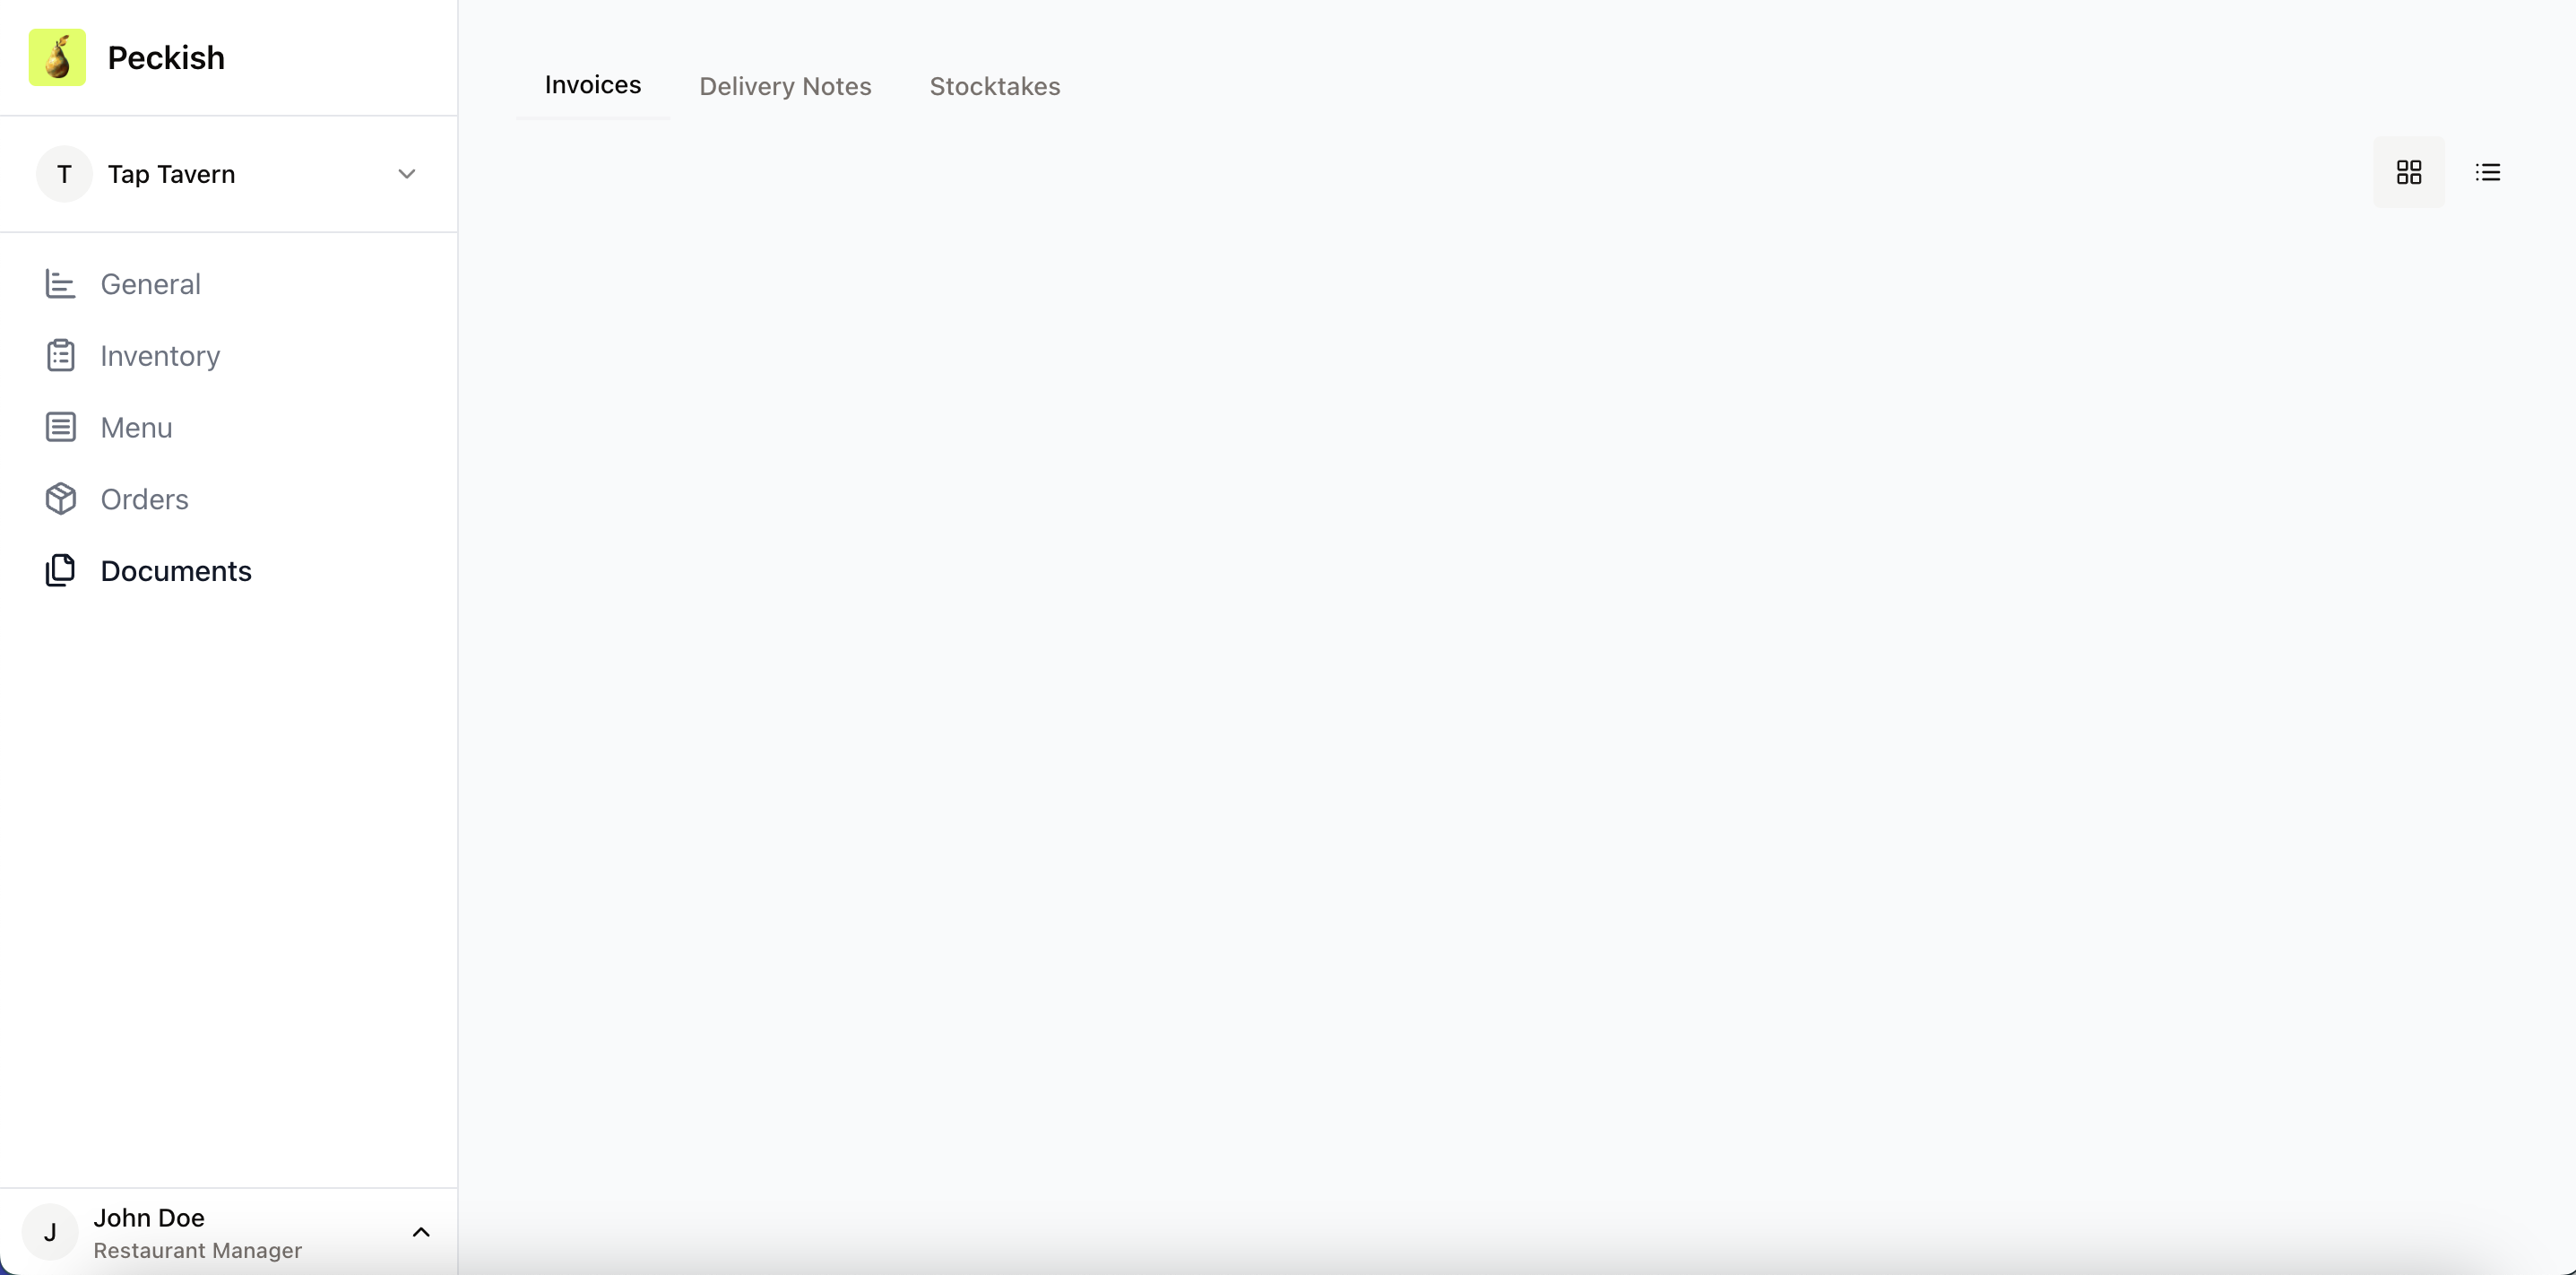 Peckish
T Tap Tavern
General
Inventory
Menu
Orders
Documents
J John Doe
Restaurant Manager
Invoices Delivery Notes Stocktakes